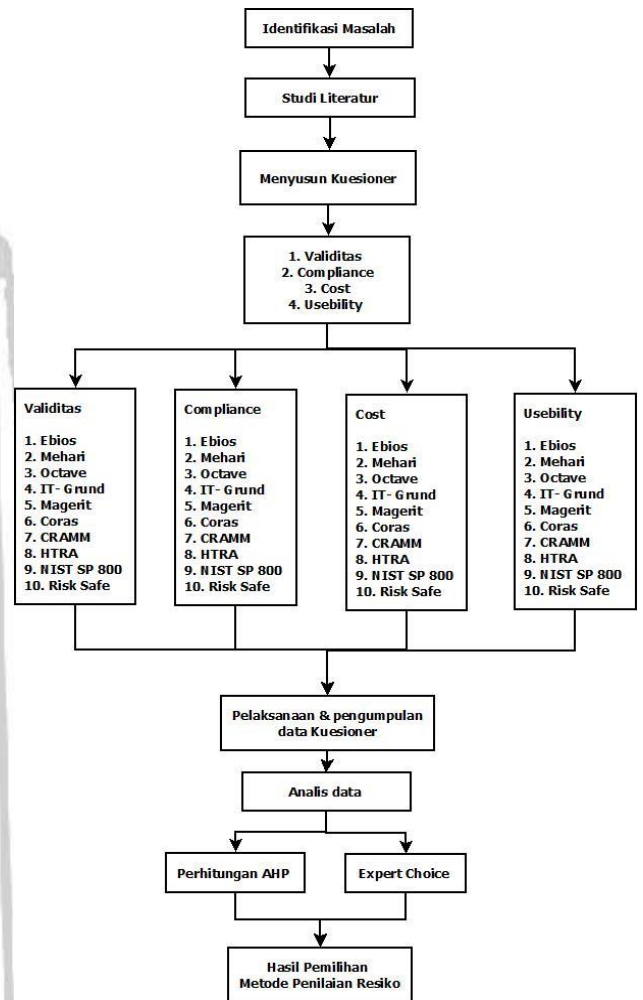 Identifikasi Masalah
Studi Literatur
Menyusun Kuesioner
1. Validitas
2. Compliance
3. Cost
4. Usebility
Validitas
1. Ebios
2. Mehari
3. Octave
4. IT- Grund
5. Magerit
6. Coras
7. CRAMM
8. HTRA
9. NIST SP 800
10. Risk Safe
Compliance
1. Ebios
2. Mehari
3. Octave
4. IT- Grund
5. Magerit
6. Coras
7. CRAMM
8. HTRA
9. NIST SP 800
10. Risk Safe
Cost
1. Ebios
2. Mehari
3. Octave
4. IT- Grund
5. Magerit
6. Coras
7. CRAMM
8. HTRA
9. NIST SP 800
10. Risk Safe
Usebility
1. Ebios
2. Mehari
3. Octave
4. IT- Grund
5. Magerit
6. Coras
7. CRAMM
8. HTRA
9. NIST SP 800
10. Risk Safe
Pelaksanaan & pengumpulan
data Kuesioner
Analis data
Perhitungan AHP
Expert Choice
Hasil Pemilihan
Metode Penilaian Resiko